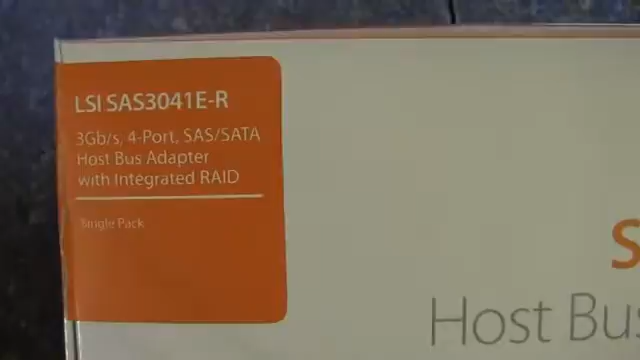 LSI SAS3041E-R
3Gb/s, 4-Port, SAS/SATA
Host Bus Adapter
with Integrated RAID
Single Pack
S
Host Bus